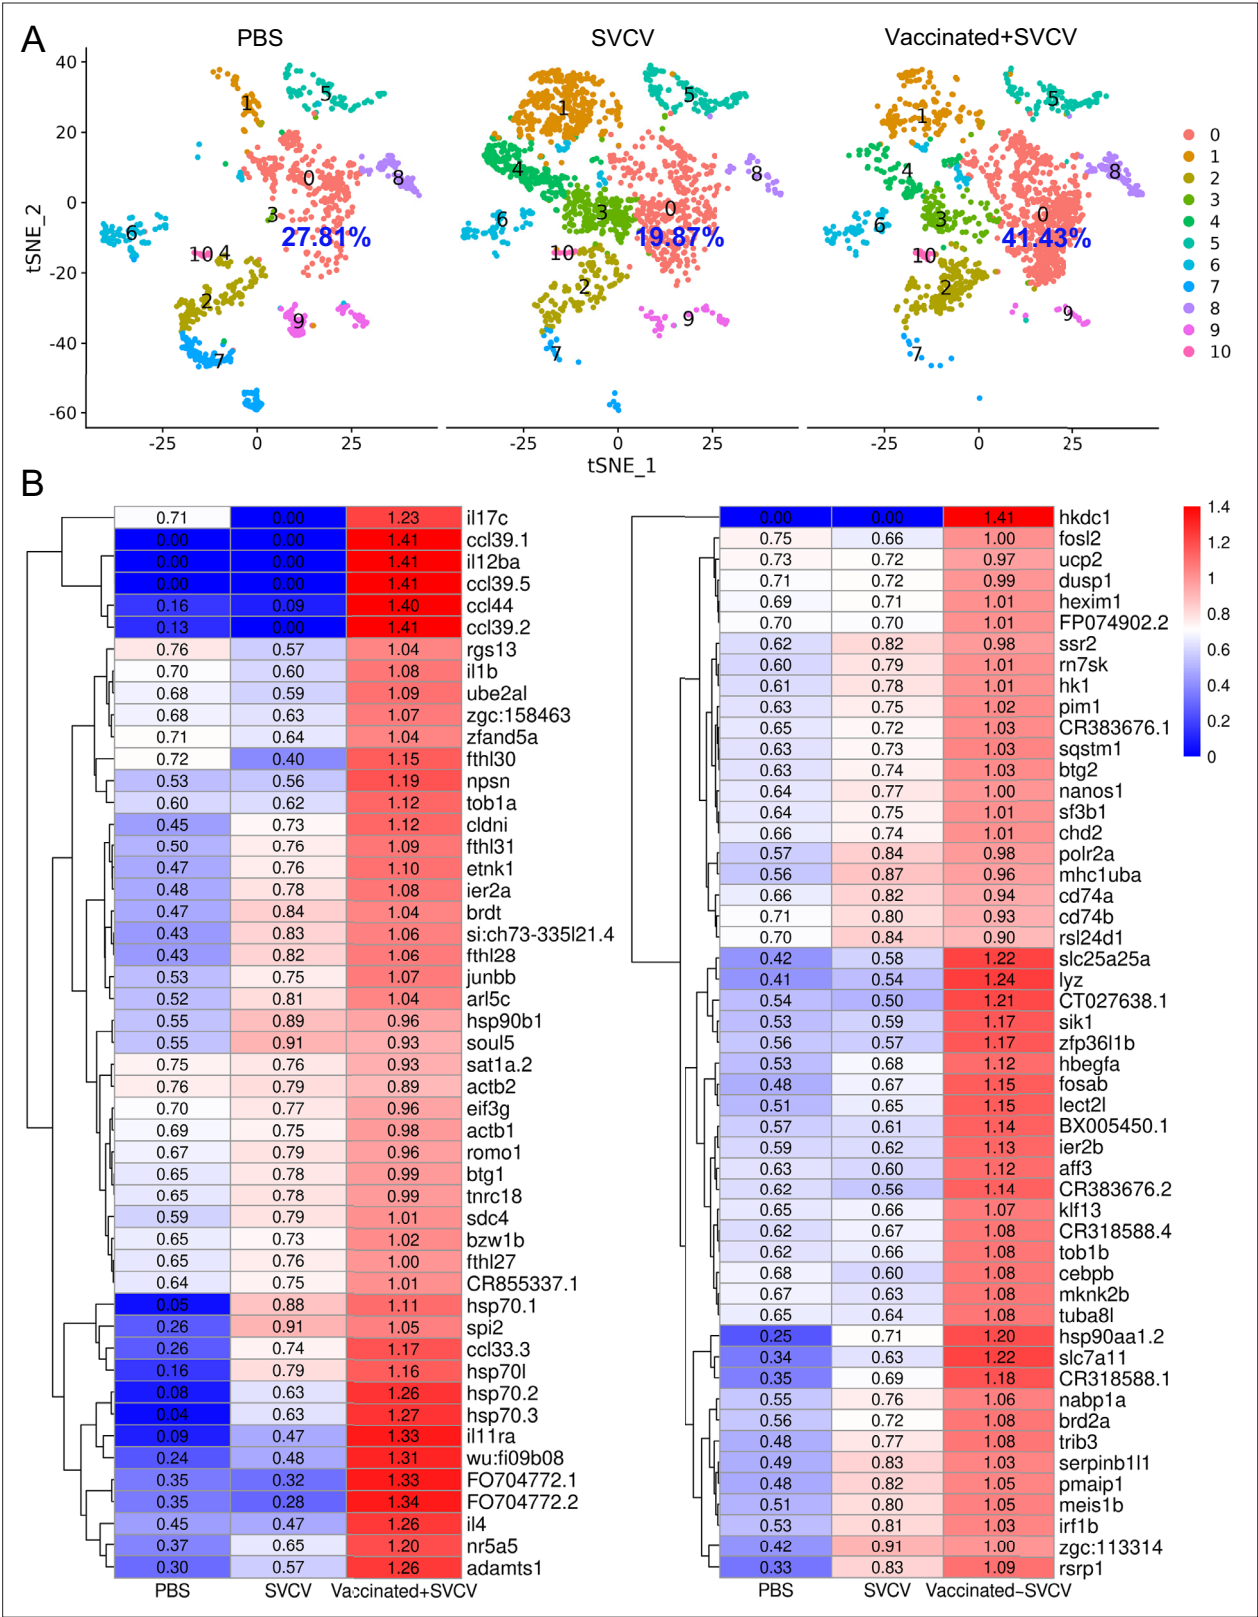 A
PBS
SVCV
Vaccinated+SVCV
40
20
0
-20
-40
-60
tSNE_2
1
5
0
8
3
27.81%
6
10
4
2
9
7
1
5
4
8
3
0
6
19.87%
10
2
9
7
1
5
4
8
3
0
6
41.43%
10
2
9
7
0
1
2
3
4
5
6
7
8
9
10
-25
0
25
-25
0
25
-25
0
25
tSNE_1
B
0.71 0.00 1.23 il17c
0.00 0.00 1.41 ccl39.1
0.00 0.00 1.41 il12ba
0.00 0.00 1.41 ccl39.5
0.16 0.09 1.40 ccl44
0.13 0.00 1.41 ccl39.2
0.76 0.57 1.04 rgs13
0.70 0.60 1.08 il1b
0.68 0.59 1.09 ube2al
0.68 0.63 1.07 zgc:158463
0.71 0.64 1.04 zfand5a
0.72 0.40 1.15 fthl30
0.53 0.56 1.19 npsn
0.60 0.62 1.12 tob1a
0.45 0.73 1.12 cldni
0.50 0.76 1.09 fthl31
0.47 0.76 1.10 etnk1
0.48 0.78 1.08 ier2a
0.47 0.84 1.04 brdt
0.43 0.83 1.06 si:ch73-335l21.4
0.43 0.82 1.06 fthl28
0.53 0.75 1.07 junbb
0.52 0.81 1.04 arl5c
0.55 0.89 0.96 hsp90b1
0.55 0.91 0.93 soul5
0.75 0.76 0.93 sat1a.2
0.76 0.79 0.89 actb2
0.70 0.77 0.96 eif3g
0.69 0.75 0.98 actb1
0.67 0.79 0.96 romo1
0.65 0.78 0.99 btg1
0.65 0.78 0.99 tnrc18
0.59 0.79 1.01 sdc4
0.65 0.73 1.02 bzw1b
0.65 0.76 1.00 fthl27
0.64 0.75 1.01 CR855337.1
0.05 0.88 1.11 hsp70.1
0.26 0.91 1.05 spi2
0.26 0.74 1.17 ccl33.3
0.16 0.79 1.16 hsp70l
0.08 0.63 1.26 hsp70.2
0.04 0.63 1.27 hsp70.3
0.09 0.47 1.33 il11ra
0.24 0.48 1.31 wu:fi09b08
0.35 0.32 1.33 FO704772.1
0.35 0.28 1.34 FO704772.2
0.45 0.47 1.26 il4
0.37 0.65 1.20 nr5a5
0.30 0.57 1.26 adamts1
PBS SVCV Vaccinated+SVCV
0.00 0.00 1.41 hkdc1
0.75 0.66 1.00 fosl2
0.73 0.72 0.97 ucp2
0.71 0.72 0.99 dusp1
0.69 0.71 1.01 hexim1
0.70 0.70 1.01 FP074902.2
0.62 0.82 0.98 ssr2
0.60 0.79 1.01 rn7sk
0.61 0.78 1.01 hk1
0.63 0.75 1.02 pim1
0.65 0.72 1.03 CR383676.1
0.63 0.73 1.03 sqstm1
0.63 0.74 1.03 btg2
0.64 0.77 1.00 nanos1
0.64 0.75 1.01 sf3b1
0.66 0.74 1.01 chd2
0.57 0.84 0.98 polr2a
0.56 0.87 0.96 mhc1uba
0.66 0.82 0.94 cd74a
0.71 0.80 0.93 cd74b
0.70 0.84 0.90 rsl24d1
0.42 0.58 1.22 slc25a25a
0.41 0.54 1.24 lyz
0.54 0.50 1.21 CT027638.1
0.53 0.59 1.17 sik1
0.56 0.57 1.17 zfp36l1b
0.53 0.68 1.12 hbegfa
0.48 0.67 1.15 fosab
0.51 0.65 1.15 lect2l
0.57 0.61 1.14 BX005450.1
0.59 0.62 1.13 ier2b
0.63 0.60 1.12 aff3
0.62 0.56 1.14 CR383676.2
0.65 0.66 1.07 klf13
0.62 0.67 1.08 CR318588.4
0.62 0.66 1.08 tob1b
0.68 0.60 1.08 cebpb
0.67 0.63 1.08 mknk2b
0.65 0.64 1.08 tuba8l
0.25 0.71 1.20 hsp90aa1.2
0.34 0.63 1.22 slc7a11
0.35 0.69 1.18 CR318588.1
0.55 0.76 1.06 nabp1a
0.56 0.72 1.08 brd2a
0.48 0.77 1.08 trib3
0.49 0.83 1.03 serpinb1l1
0.48 0.82 1.05 pmaip1
0.51 0.80 1.05 meis1b
0.53 0.81 1.03 irf1b
0.42 0.91 1.00 zgc:113314
0.33 0.83 1.09 rsrp1
PBS SVCV Vaccinated−SVCV
1.4
1.2
1
0.8
0.6
0.4
0.2
0